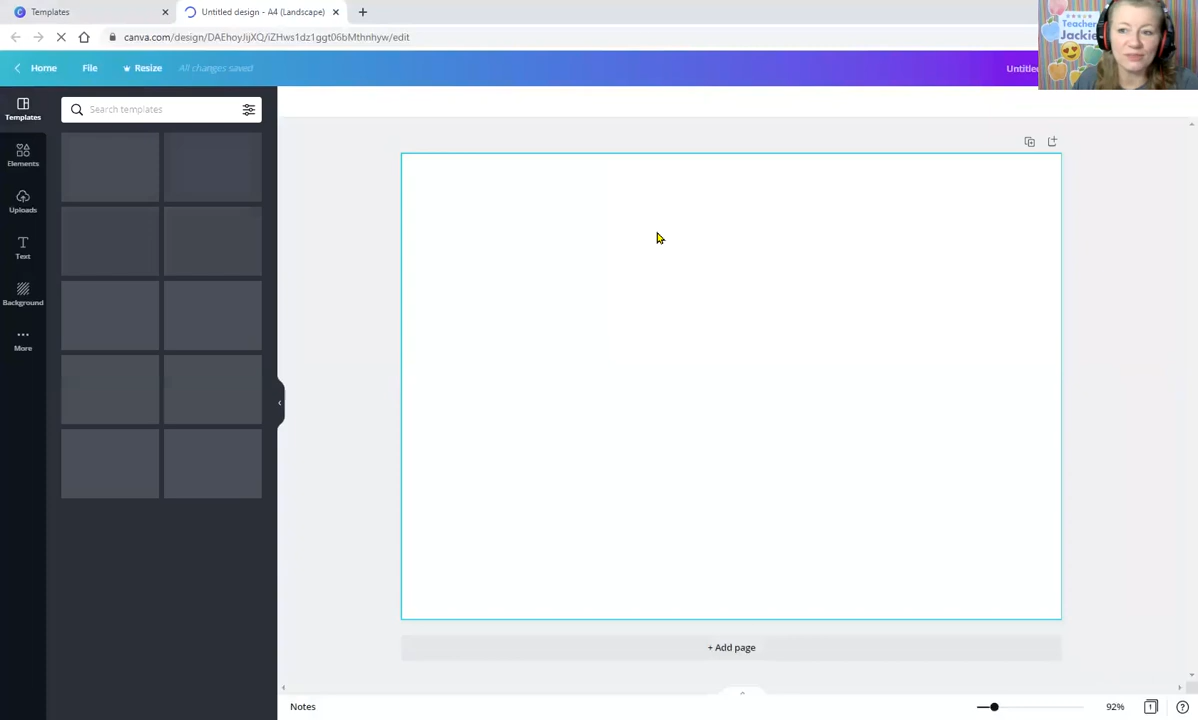 Templates
Untitled design - A4 (Landscape)
canva.com/design/DAEhoyJijXQ/iZHws1dz1ggt06bMthnhyw/edit
Home
File
Resize
All changes saved
Untitled
Teacher
Jackie
Templates
Search templates
Elements
Uploads
Text
Background
More
+ Add page
Notes
92%
1
?